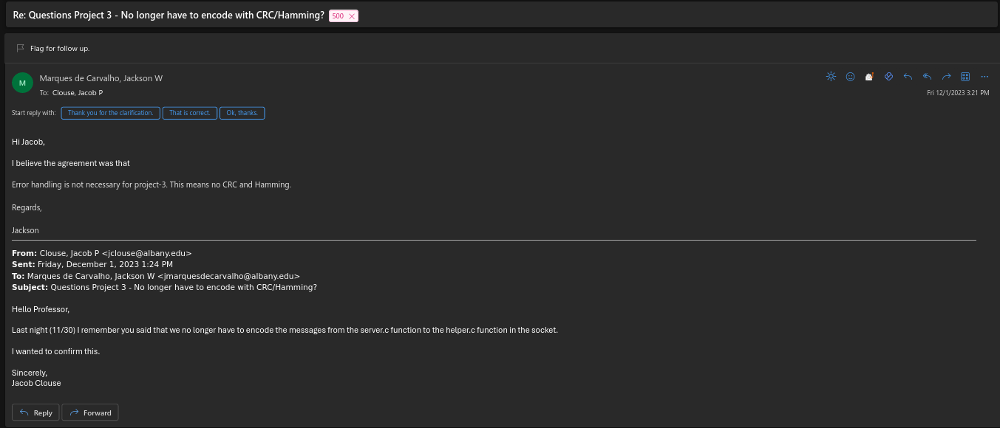 Re: Questions Project 3 - No longer have to encode with CRC/Hamming? 500
Flag for follow up.
M
Marques de Carvalho, Jackson W
To: Clouse, Jacob P
Fri 12/1/2023 3:21 PM
Start reply with: Thank you for the clarification. That is correct. Ok, thanks.
Hi Jacob,
I believe the agreement was that
Error handling is not necessary for project-3. This means no CRC and Hamming.
Regards,
Jackson
From: Clouse, Jacob P <jclouse@albany.edu>
Sent: Friday, December 1, 2023 1:24 PM
To: Marques de Carvalho, Jackson W <jmarquesdecarvalho@albany.edu>
Subject: Questions Project 3 - No longer have to encode with CRC/Hamming?
Hello Professor,
Last night (11/30) I remember you said that we no longer have to encode the messages from the server.c function to the helper.c function in the socket.
I wanted to confirm this.
Sincerely,
Jacob Clouse
Reply Forward